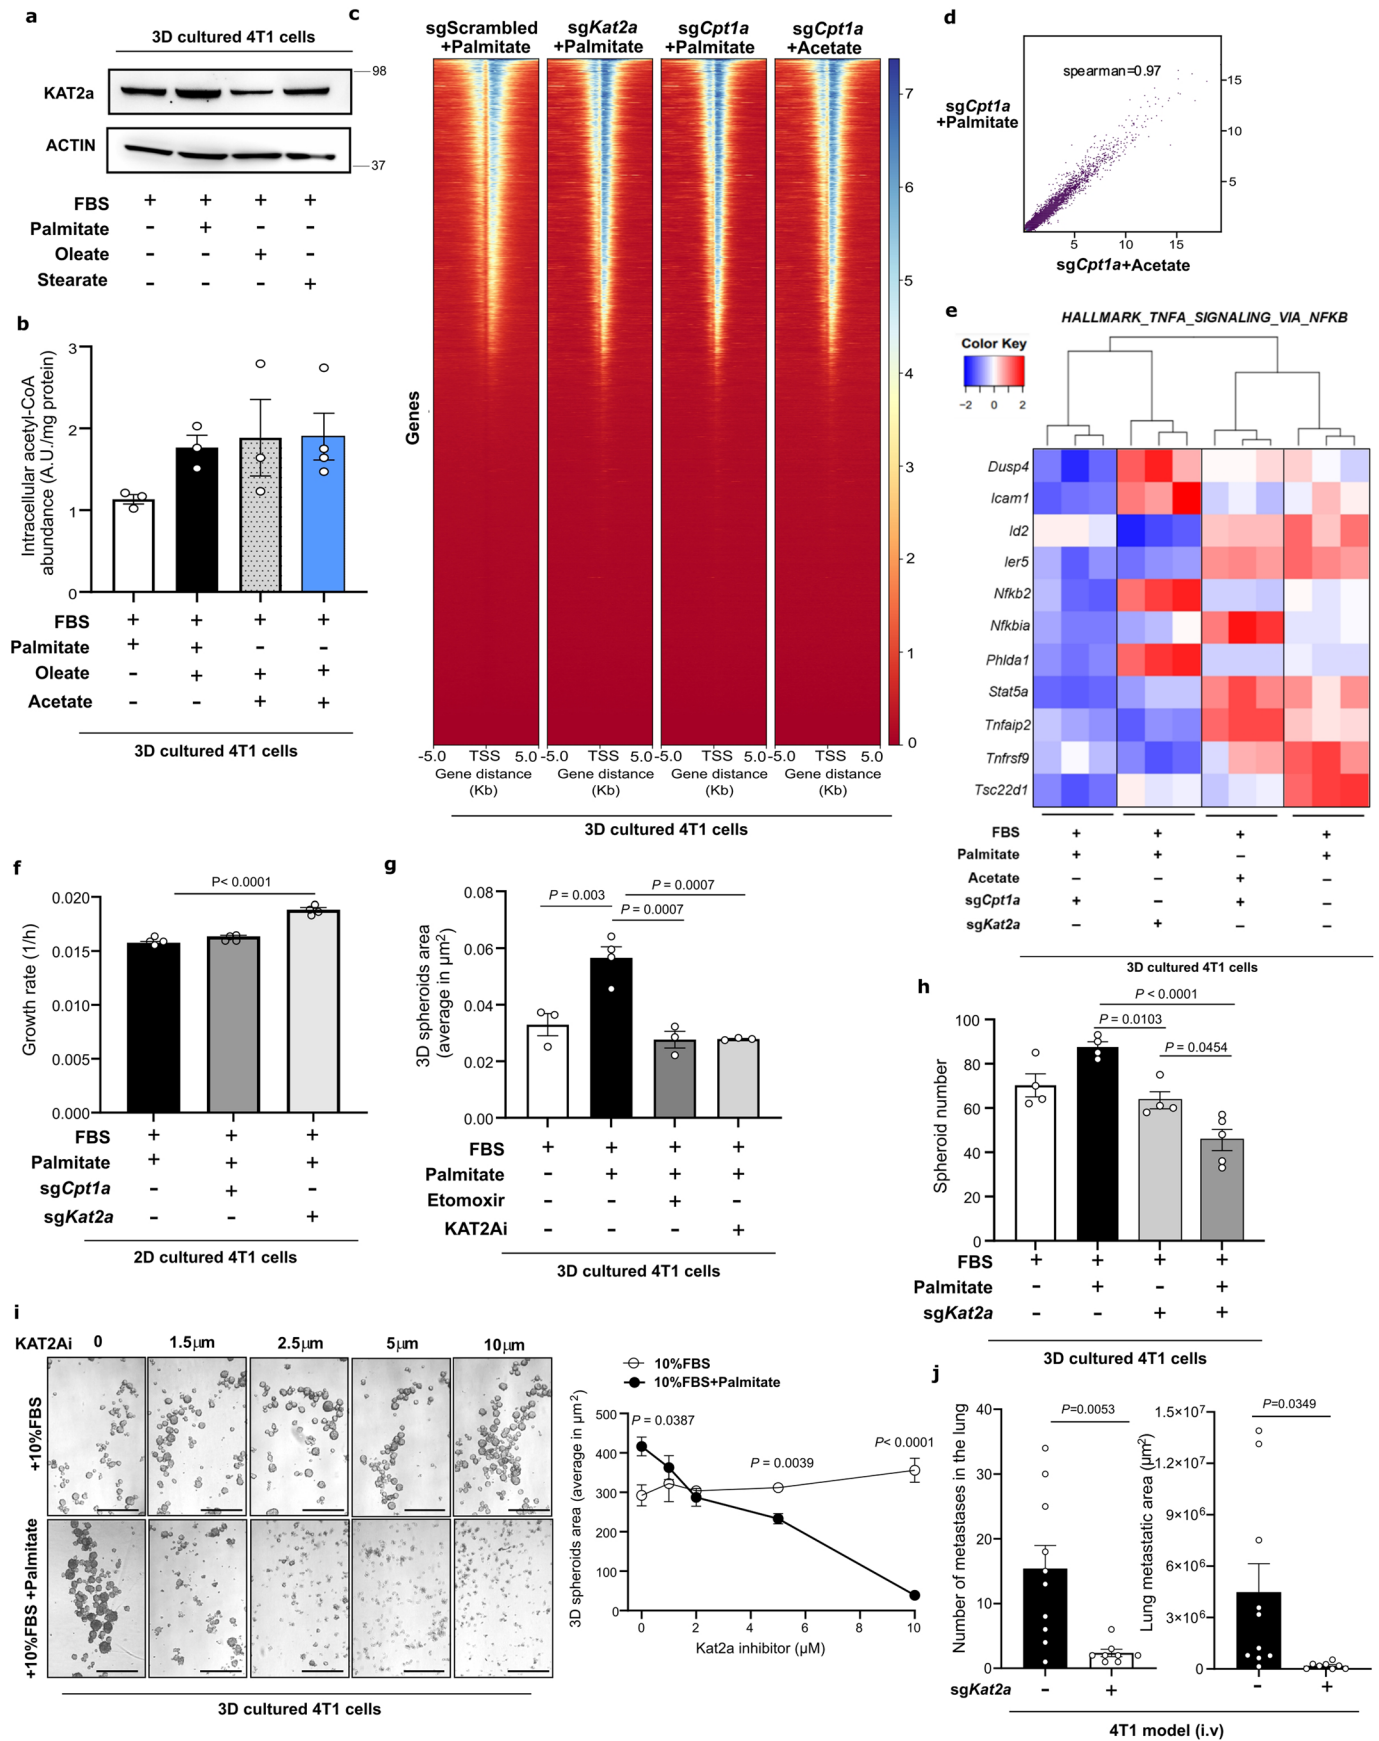 a
3D cultured 4T1 cells
KAT2a
98
ACTIN
37
FBS + + + +
Palmitate - + - -
Oleate - - + -
Stearate - - - +
b
Intracellular acetyl-CoA
abundance (A.U./mg protein)
3
2
1
0
FBS + + + +
Palmitate + + - -
Oleate - + + +
Acetate - - + +
3D cultured 4T1 cells
c
sgScrambled
+Palmitate
sgKat2a
+Palmitate
sgCpt1a
+Palmitate
sgCpt1a
+Acetate
Genes
7
6
5
4
3
2
1
0
-5.0 TSS 5.0 -5.0 TSS 5.0 -5.0 TSS 5.0 -5.0 TSS 5.0
Gene distance Gene distance Gene distance Gene distance
(Kb) (Kb) (Kb) (Kb)
3D cultured 4T1 cells
d
spearman=0.97
sgCpt1a
+Palmitate
15
10
5
5 10 15
sgCpt1a+Acetate
e
HALLMARK_TNFA_SIGNALING_VIA_NFKB
Color Key
-2 0 2
Dusp4
Icam1
Id2
Ier5
Nfkb2
Nfkbia
Phlda1
Stat5a
Tnfaip2
Tnfrsf9
Tsc22d1
FBS + + + +
Palmitate + + - +
Acetate - - + -
sgCpt1a + - + -
sgKat2a - + - -
3D cultured 4T1 cells
f
P< 0.0001
Growth rate (1/h)
0.020
0.015
0.010
0.005
0.000
FBS + + +
Palmitate + + +
sgCpt1a - + -
sgKat2a - - +
2D cultured 4T1 cells
g
3D spheroids area
(average in µm2)
0.08
0.06
0.04
0.02
0.00
P = 0.003
P = 0.0007
P = 0.0007
FBS + + + +
Palmitate - + + +
Etomoxir - - + -
KAT2Ai - - - +
3D cultured 4T1 cells
h
P < 0.0001
P = 0.0103
P = 0.0454
Spheroid number
100
80
60
40
20
0
FBS + + + +
Palmitate - + - +
sgKat2a - - + +
3D cultured 4T1 cells
i
KAT2Ai 0 1.5µm 2.5µm 5µm 10µm
+10%FBS
+10%FBS +Palmitate
3D cultured 4T1 cells
10%FBS
10%FBS+Palmitate
3D spheroids area (average in µm2)
500
400
300
200
100
0
P = 0.0387
P = 0.0039
P< 0.0001
0 2 4 6 8 10
Kat2a inhibitor (µM)
j
Number of metastases in the lung
40
30
20
10
0
P=0.0053
Lung metastatic area (µm2)
1.5×107
1.2×107
9×106
6×106
3×106
0
P=0.0349
sgKat2a - + - +
4T1 model (i.v)